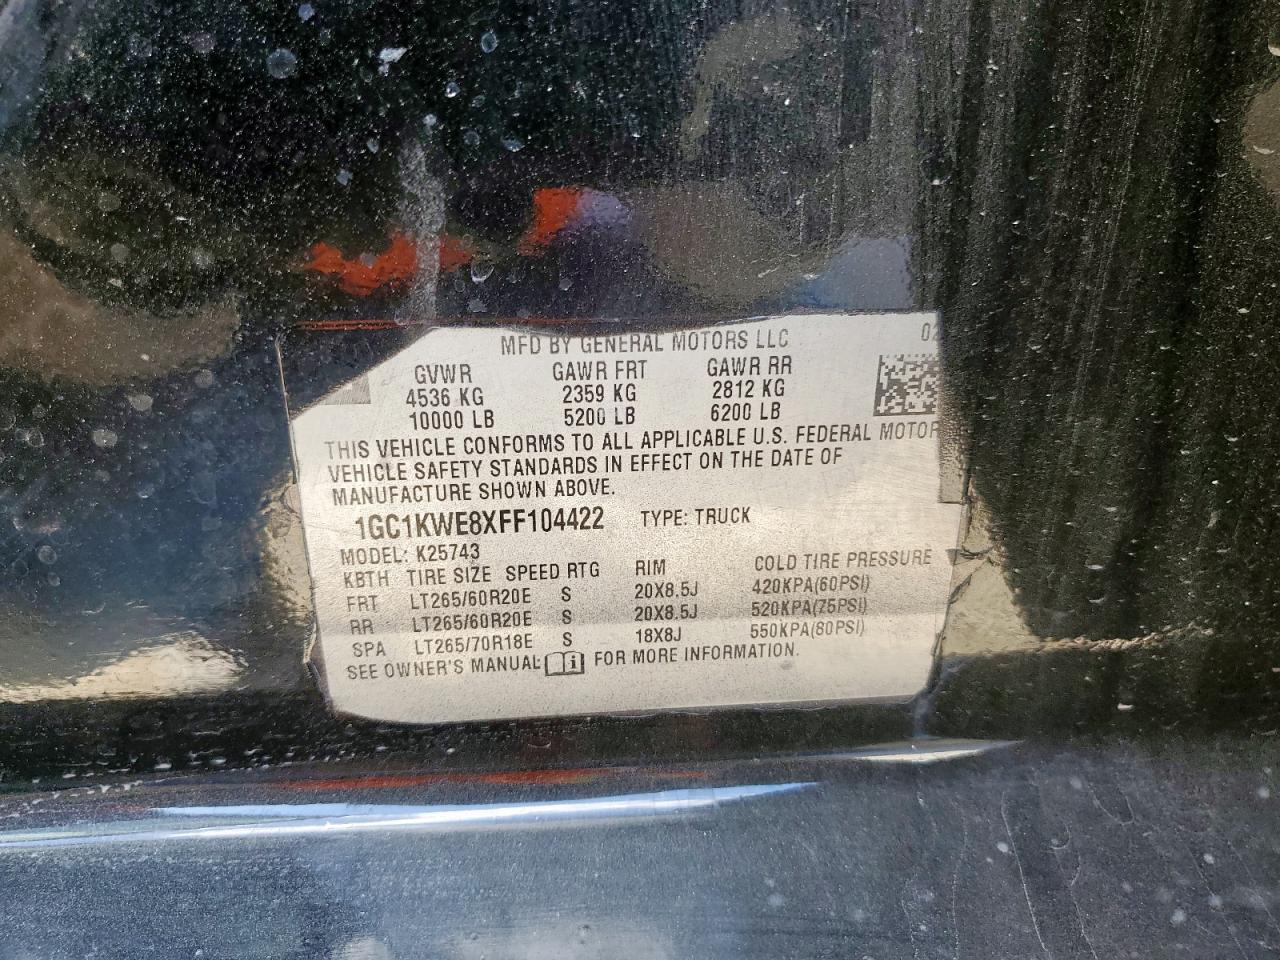 MFD BY GENERAL MOTORS LLC 02
GVWR GAWR FRT GAWR RR
4536 KG 2359 KG 2812 KG
10000 LB 5200 LB 6200 LB
THIS VEHICLE CONFORMS TO ALL APPLICABLE U.S. FEDERAL MOTOR
VEHICLE SAFETY STANDARDS IN EFFECT ON THE DATE OF
MANUFACTURE SHOWN ABOVE.
1GC1KWE8XFF104422 TYPE: TRUCK
MODEL: K25743
KBTH TIRE SIZE SPEED RTG RIM COLD TIRE PRESSURE
FRT LT265/60R20E S 20X8.5J 420KPA(60PSI)
RR LT265/60R20E S 20X8.5J 520KPA(75PSI)
SPA LT265/70R18E S 18X8J 550KPA(80PSI)
SEE OWNER'S MANUAL FOR MORE INFORMATION.